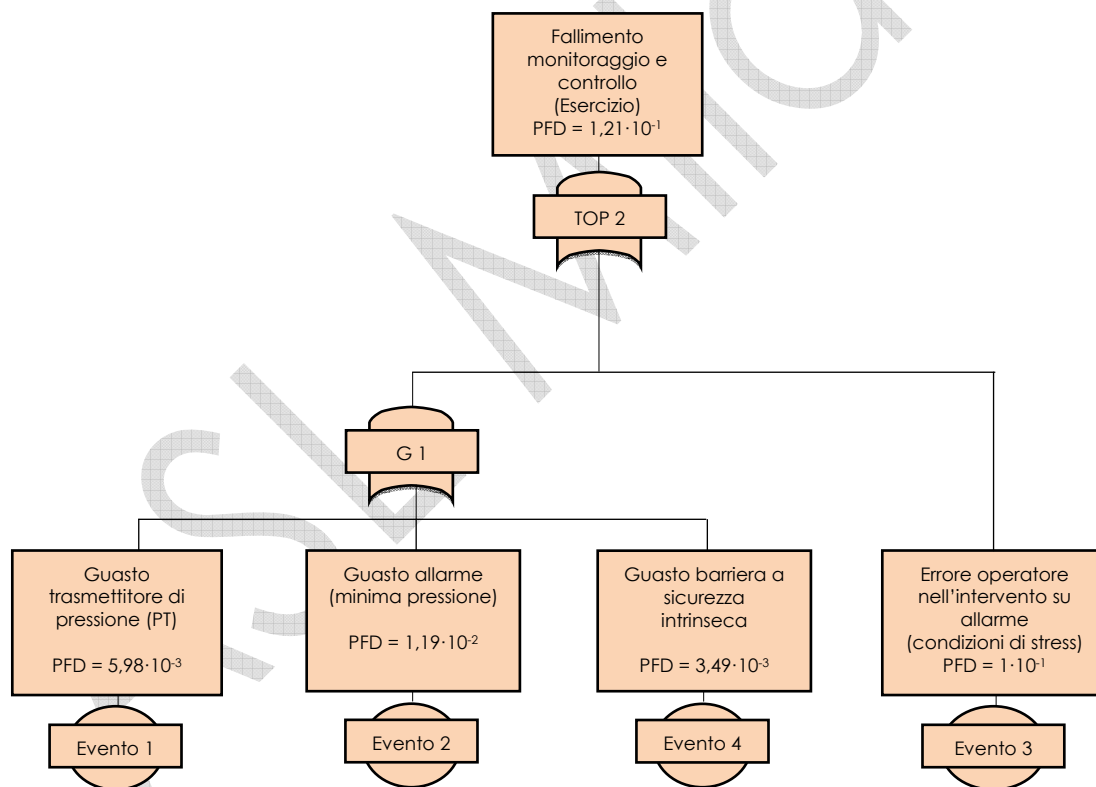 Fallimento
monitoraggio e
controllo
(Esercizio)
PFD = 1,21·10⁻¹
TOP 2
G 1
Guasto
trasmettitore di
pressione (PT)
PFD = 5,98·10⁻³
Guasto allarme
(minima pressione)
PFD = 1,19·10⁻²
Guasto barriera a
sicurezza
intrinseca
PFD = 3,49·10⁻³
Errore operatore
nell'intervento su
allarme
(condizioni di stress)
PFD = 1·10⁻¹
Evento 1
Evento 2
Evento 4
Evento 3